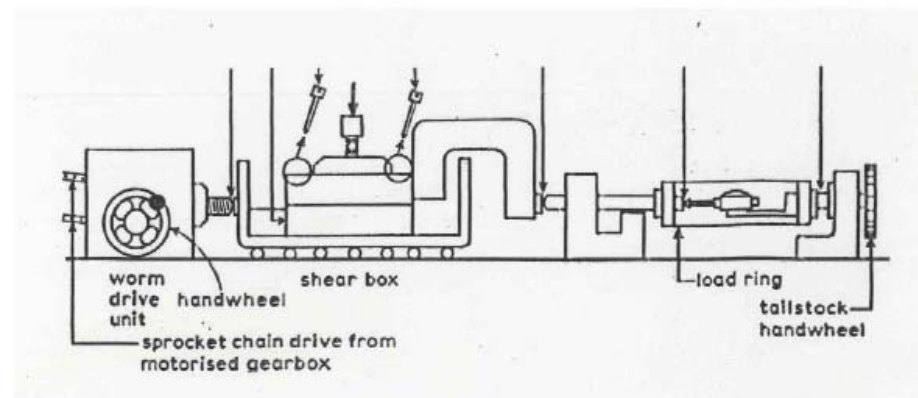 worm
drive
unit
handwheel
sprocket chain drive from
motorised gearbox
shear box
load ring
tailstock
handwheel